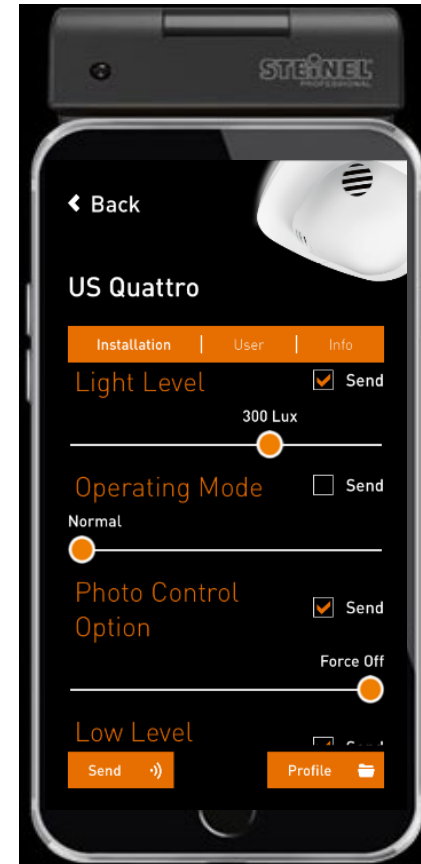 STEINEL
PROFESSIONAL
Back
US Quattro
Installation | User | Info
Light Level Send
300 Lux
Operating Mode Send
Normal
Photo Control
Option
Send
Force Off
Low Level Send
Send Profile